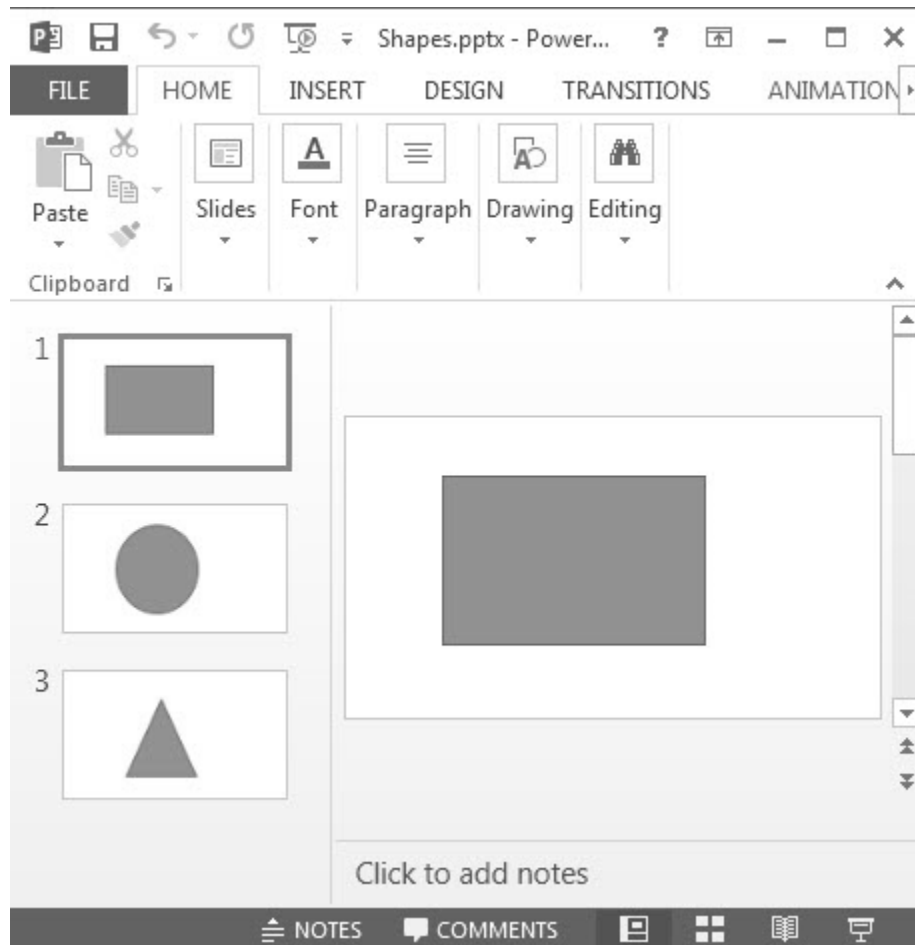 Shapes.pptx - Power... ?
FILE HOME INSERT DESIGN TRANSITIONS ANIMATION
Paste Slides Font Paragraph Drawing Editing
Clipboard
1
2
3
Click to add notes
NOTES COMMENTS